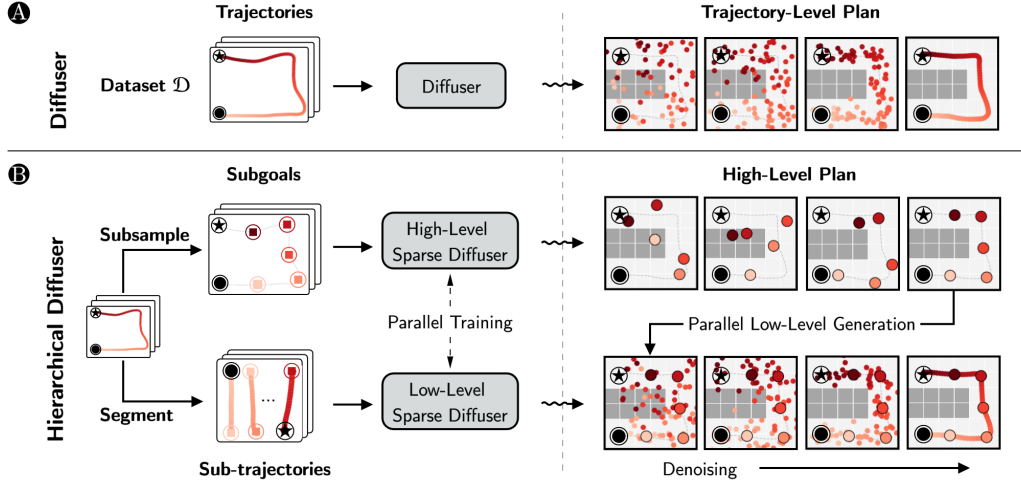 A
Diffuser
Trajectories
Trajectory-Level Plan
Dataset 𝒟
Diffuser
B
Hierarchical Diffuser
Subgoals
High-Level Plan
Subsample
High-Level
Sparse Diffuser
Parallel Training
Parallel Low-Level Generation
...
Low-Level
Sparse Diffuser
Segment
Sub-trajectories
Denoising